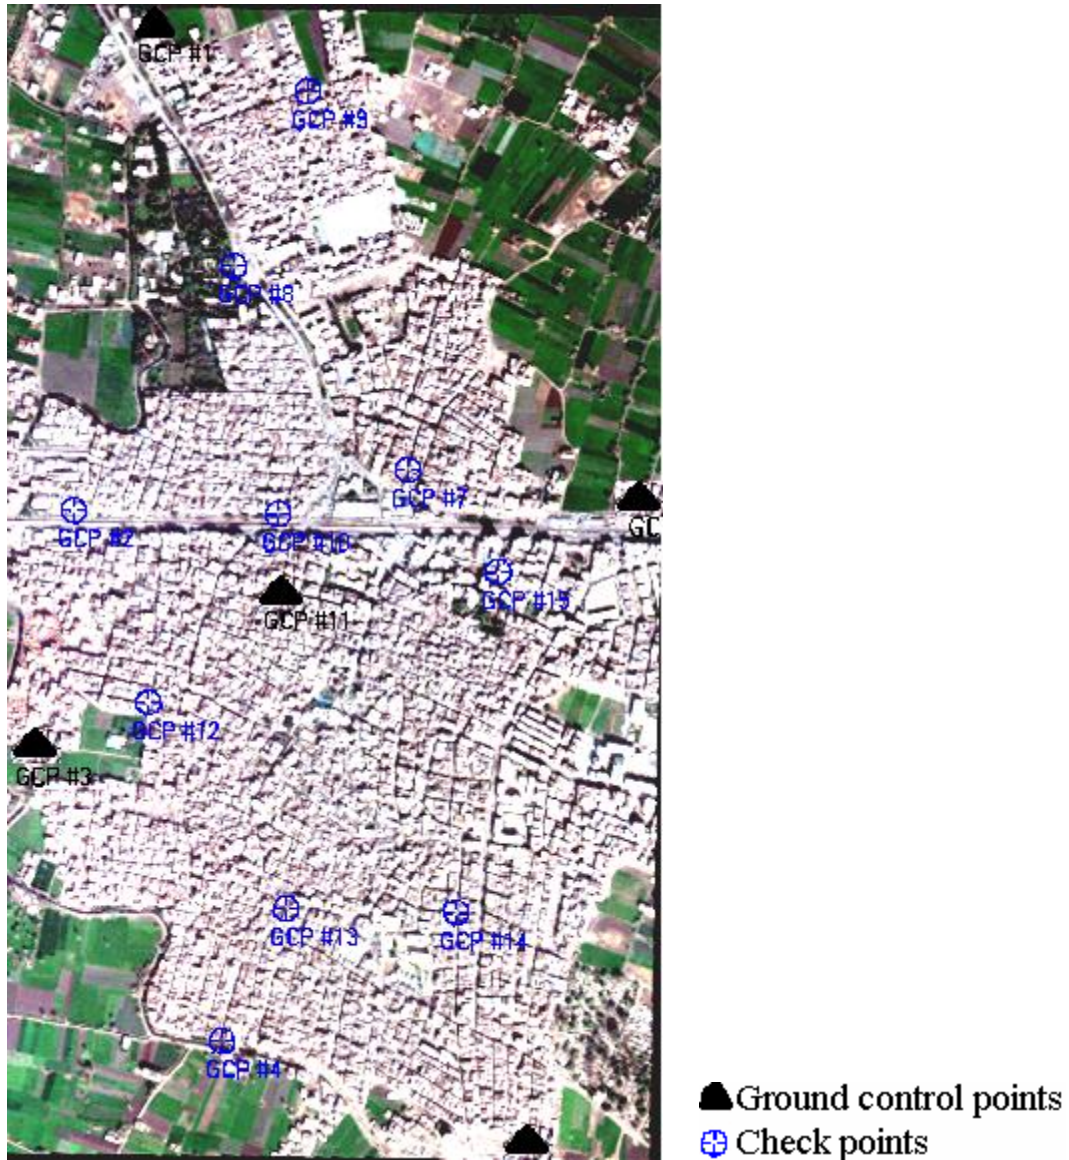 GCP #1
GCP #9
GCP #8
GCP #7
GCP #2
GCP #10
GC
GCP #15
GCP #11
GCP #12
GCP #3
GCP #13
GCP #14
GCP #4
Ground control points
Check points